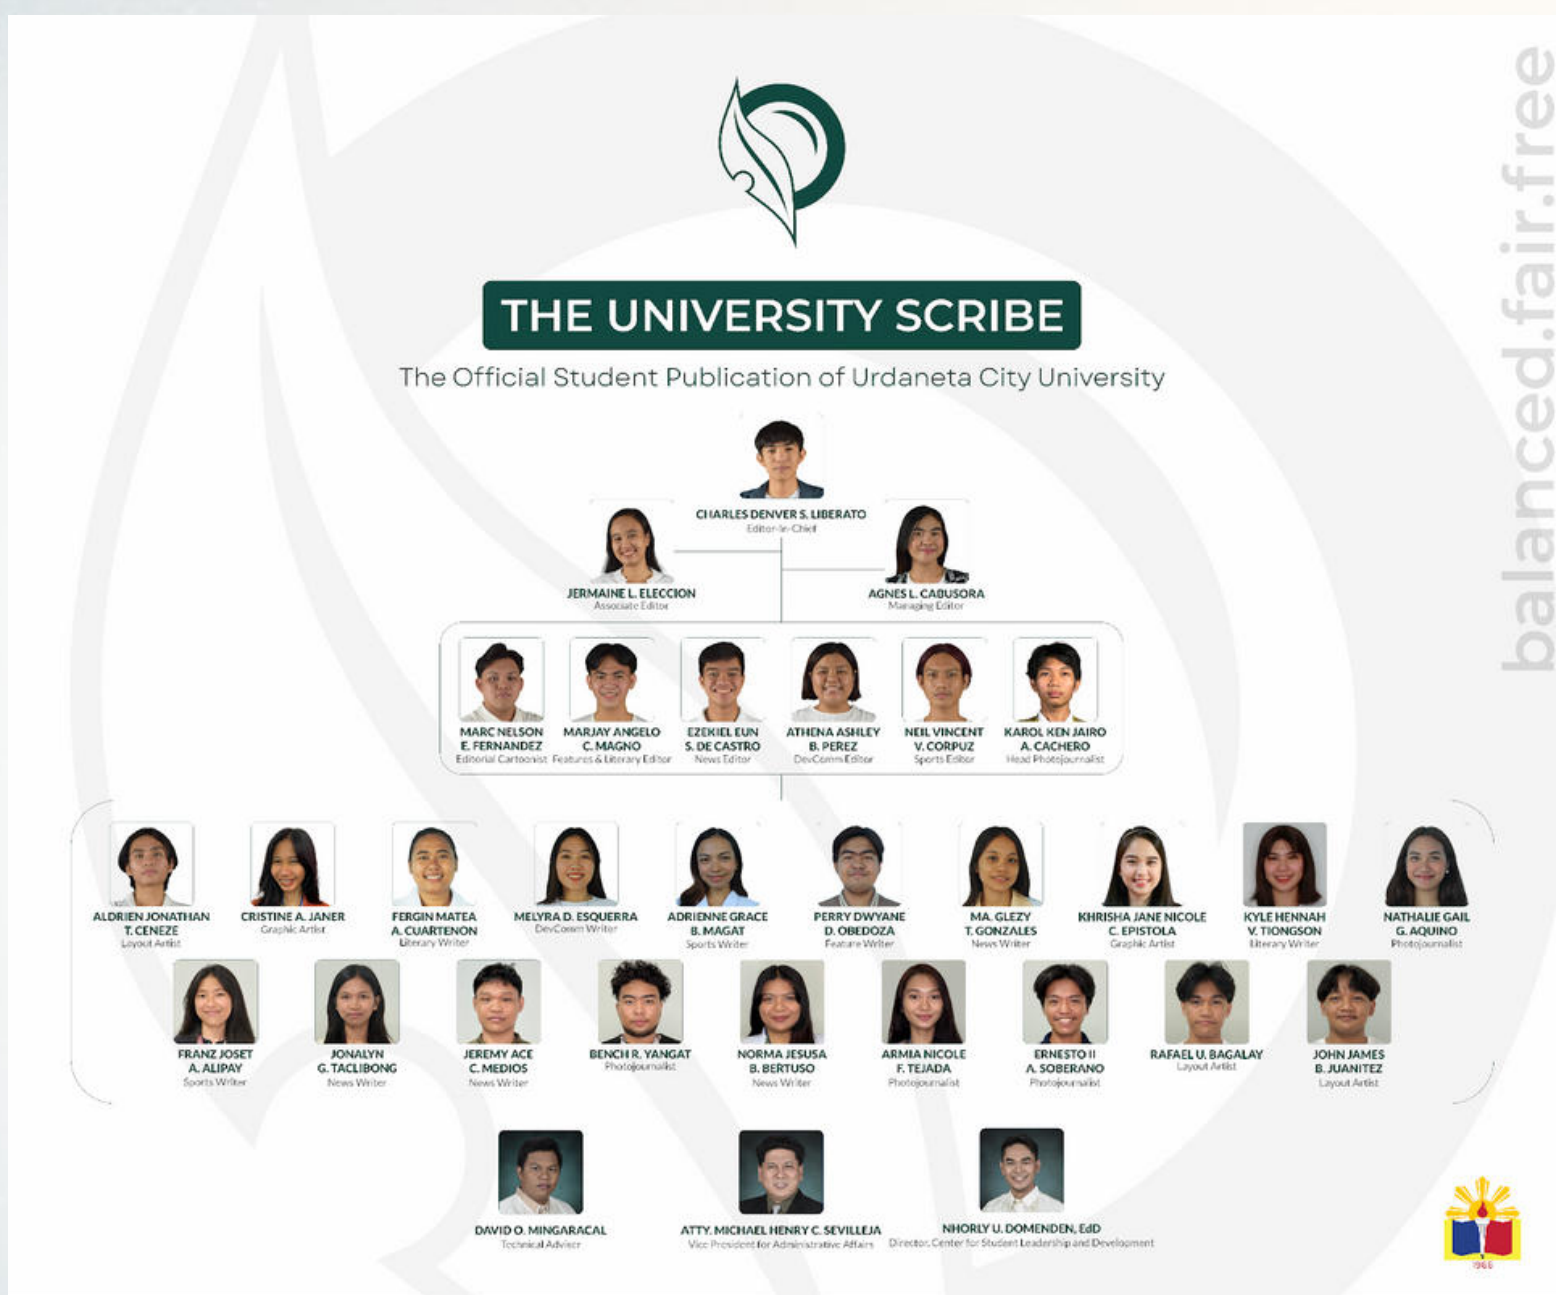 THE UNIVERSITY SCRIBE
The Official Student Publication of Urdaneta City University
balanced.fair.free
CHARLES DENVER S. LIBERATO
Editor-in-Chief
JERMAINE L. ELECCION
Associate Editor
AGNES L. CABUSORA
Managing Editor
MARC NELSON
E. FERNANDEZ
Editorial Cartoonist
MARJAY ANGELO
C. MAGNO
Features & Literary Editor
EZEKIEL EUN
S. DE CASTRO
News Editor
ATHENA ASHLEY
B. PEREZ
DevComm Editor
NEIL VINCENT
V. CORPUZ
Sports Editor
KAROL KEN JAIRO
A. CACHERO
Head Photojournalist
ALDRIEN JONATHAN
T. CENEZE
Layout Artist
CRISTINE A. JANER
Graphic Artist
FERGIN MATEA
A. CUARTENON
Literary Writer
MELYRA D. ESQUERRA
DevComm Writer
ADRIENNE GRACE
B. MAGAT
Sports Writer
PERRY DWYANE
D. OBEDOZA
Feature Writer
MA. GLEZY
T. GONZALES
News Writer
KHRISHA JANE NICOLE
C. EPISTOLA
Graphic Artist
KYLE HENNAH
V. TIONGSON
Literary Writer
NATHALIE GAIL
G. AQUINO
Photojournalist
FRANZ JOSET
A. ALIPAY
Sports Writer
JONALYN
G. TACLIBONG
News Writer
JEREMY ACE
C. MEDIOS
News Writer
BENCH R. YANGAT
Photojournalist
NORMA JESUSA
B. BERTUSO
News Writer
ARMIA NICOLE
F. TEJADA
Photojournalist
ERNESTO II
A. SOBERANO
Photojournalist
RAFAEL U. BAGALAY
Layout Artist
JOHN JAMES
B. JUANITEZ
Layout Artist
DAVID O. MINGARACAL
Technical Adviser
ATTY. MICHAEL HENRY C. SEVILLEJA
Vice President for Administrative Affairs
NHORLY U. DOMENDEN, EdD
Director, Center for Student Leadership and Development
1966